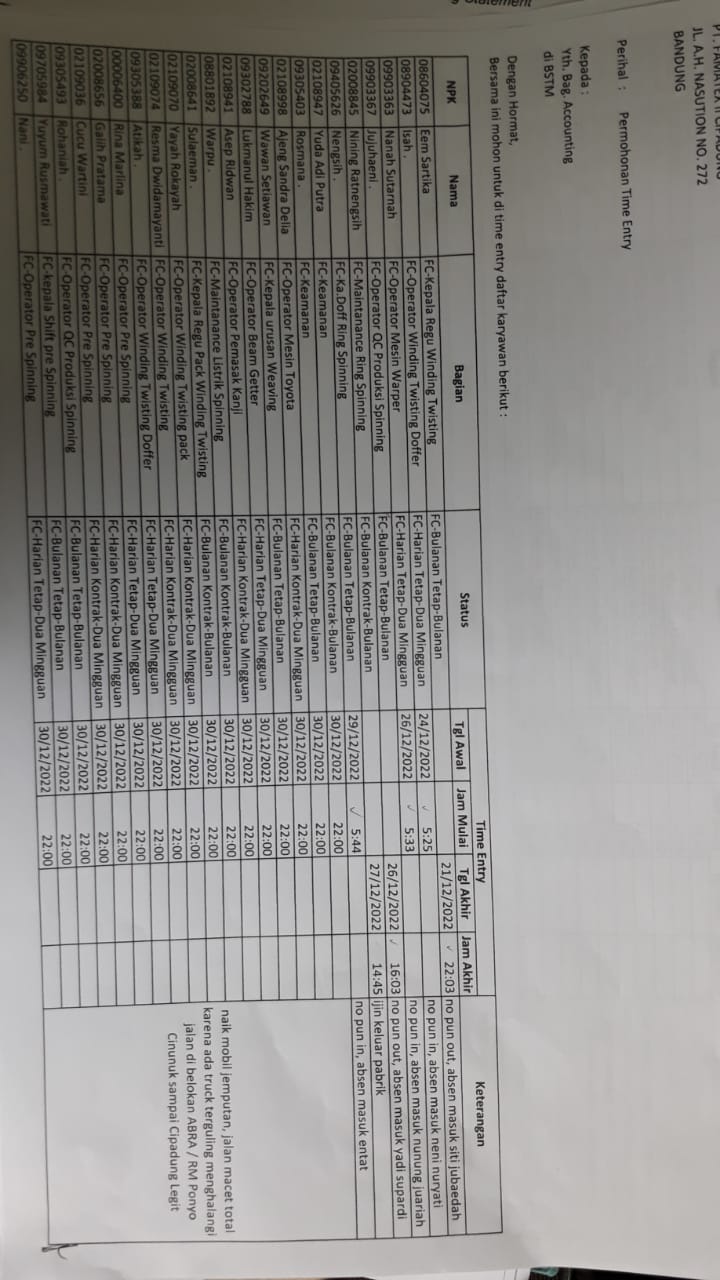 JL. A.H. NASUTION NO. 272
BANDUNG
Perihal : Permohonan Time Entry
Kepada :
Yth. Bag. Accounting
di BSTM
Dengan Hormat,
Bersama ini mohon untuk di time entry daftar karyawan berikut :
NPK Nama Bagian Status Time Entry Keterangan
Tgl Awal Jam Mulai Tgl Akhir Jam Akhir
08604075 Eem Sartika FC-Kepala Regu Winding Twisting FC-Bulanan Tetap-Bulanan 21/12/2022 ✓ 22:03 no pun out, absen masuk siti jubaedah
08904473 Isah . FC-Operator Winding Twisting Doffer FC-Harian Tetap-Dua Mingguan 24/12/2022 ✓ 5:25 no pun in, absen masuk neni nuryati
09903363 Nanah Sutarnah FC-Operator Mesin Warper FC-Harian Tetap-Dua Mingguan 26/12/2022 ✓ 5:33 no pun in, absen masuk nunung juariah
09903367 Jujuhaeni . FC-Operator QC Produksi Spinning FC-Bulanan Tetap-Bulanan 26/12/2022 ✓ 16:03 no pun out, absen masuk yadi supardi
02008845 Nining Ratnengsih FC-Maintanance Ring Spinning FC-Bulanan Kontrak-Bulanan 27/12/2022 ✓ 14:45 ijin keluar pabrik
09405626 Nengsih . FC-Ka.Doff Ring Spinning FC-Bulanan Tetap-Bulanan 29/12/2022 ✓ 5:44 no pun in, absen masuk entat
02108947 Yuda Adi Putra FC-Keamanan FC-Bulanan Kontrak-Bulanan 30/12/2022 22:00
09305403 Rosmana . FC-Keamanan FC-Bulanan Tetap-Bulanan 30/12/2022 22:00
02108998 Ajeng Sandra Delia FC-Operator Mesin Toyota FC-Harian Kontrak-Dua Mingguan 30/12/2022 22:00
09202649 Wawan Setiawan FC-Kepala urusan Weaving FC-Bulanan Tetap-Bulanan 30/12/2022 22:00
09302788 Lukmanul Hakim FC-Operator Beam Getter FC-Harian Tetap-Dua Mingguan 30/12/2022 22:00
02108941 Asep Ridwan FC-Operator Pemasak Kanji FC-Harian Kontrak-Dua Mingguan 30/12/2022 22:00
08801892 Warpu . FC-Maintanance Listrik Spinning FC-Bulanan Kontrak-Bulanan 30/12/2022 22:00
02008641 Sulaeman . FC-Kepala Regu Pack Winding Twisting FC-Bulanan Kontrak-Bulanan 30/12/2022 22:00
02109070 Yayah Rokayah FC-Operator Winding Twisting pack FC-Harian Kontrak-Dua Mingguan 30/12/2022 22:00
02109074 Resma Dwidamayanti FC-Operator Winding Twisting FC-Harian Kontrak-Dua Mingguan 30/12/2022 22:00
09305388 Atikah . FC-Operator Winding Twisting Doffer FC-Harian Tetap-Dua Mingguan 30/12/2022 22:00
00006400 Rina Marlina FC-Operator Pre Spinning FC-Harian Tetap-Dua Mingguan 30/12/2022 22:00
02008656 Galih Pratama FC-Operator Pre Spinning FC-Harian Kontrak-Dua Mingguan 30/12/2022 22:00
02109036 Cucu Wartini FC-Operator Pre Spinning FC-Harian Kontrak-Dua Mingguan 30/12/2022 22:00
09305493 Rohaniah . FC-Operator QC Produksi Spinning FC-Bulanan Tetap-Bulanan 30/12/2022 22:00
09705984 Yuyum Rusmawati FC-kepala Shift pre Spinning FC-Bulanan Tetap-Bulanan 30/12/2022 22:00
09906250 Nani . FC-Operator Pre Spinning FC-Harian Tetap-Dua Mingguan 30/12/2022 22:00
naik mobil jemputan, jalan macet total
karena ada truck terguling menghalangi
jalan di belokan ABRA / RM Ponyo
Cinunuk sampai Cipadung Legit